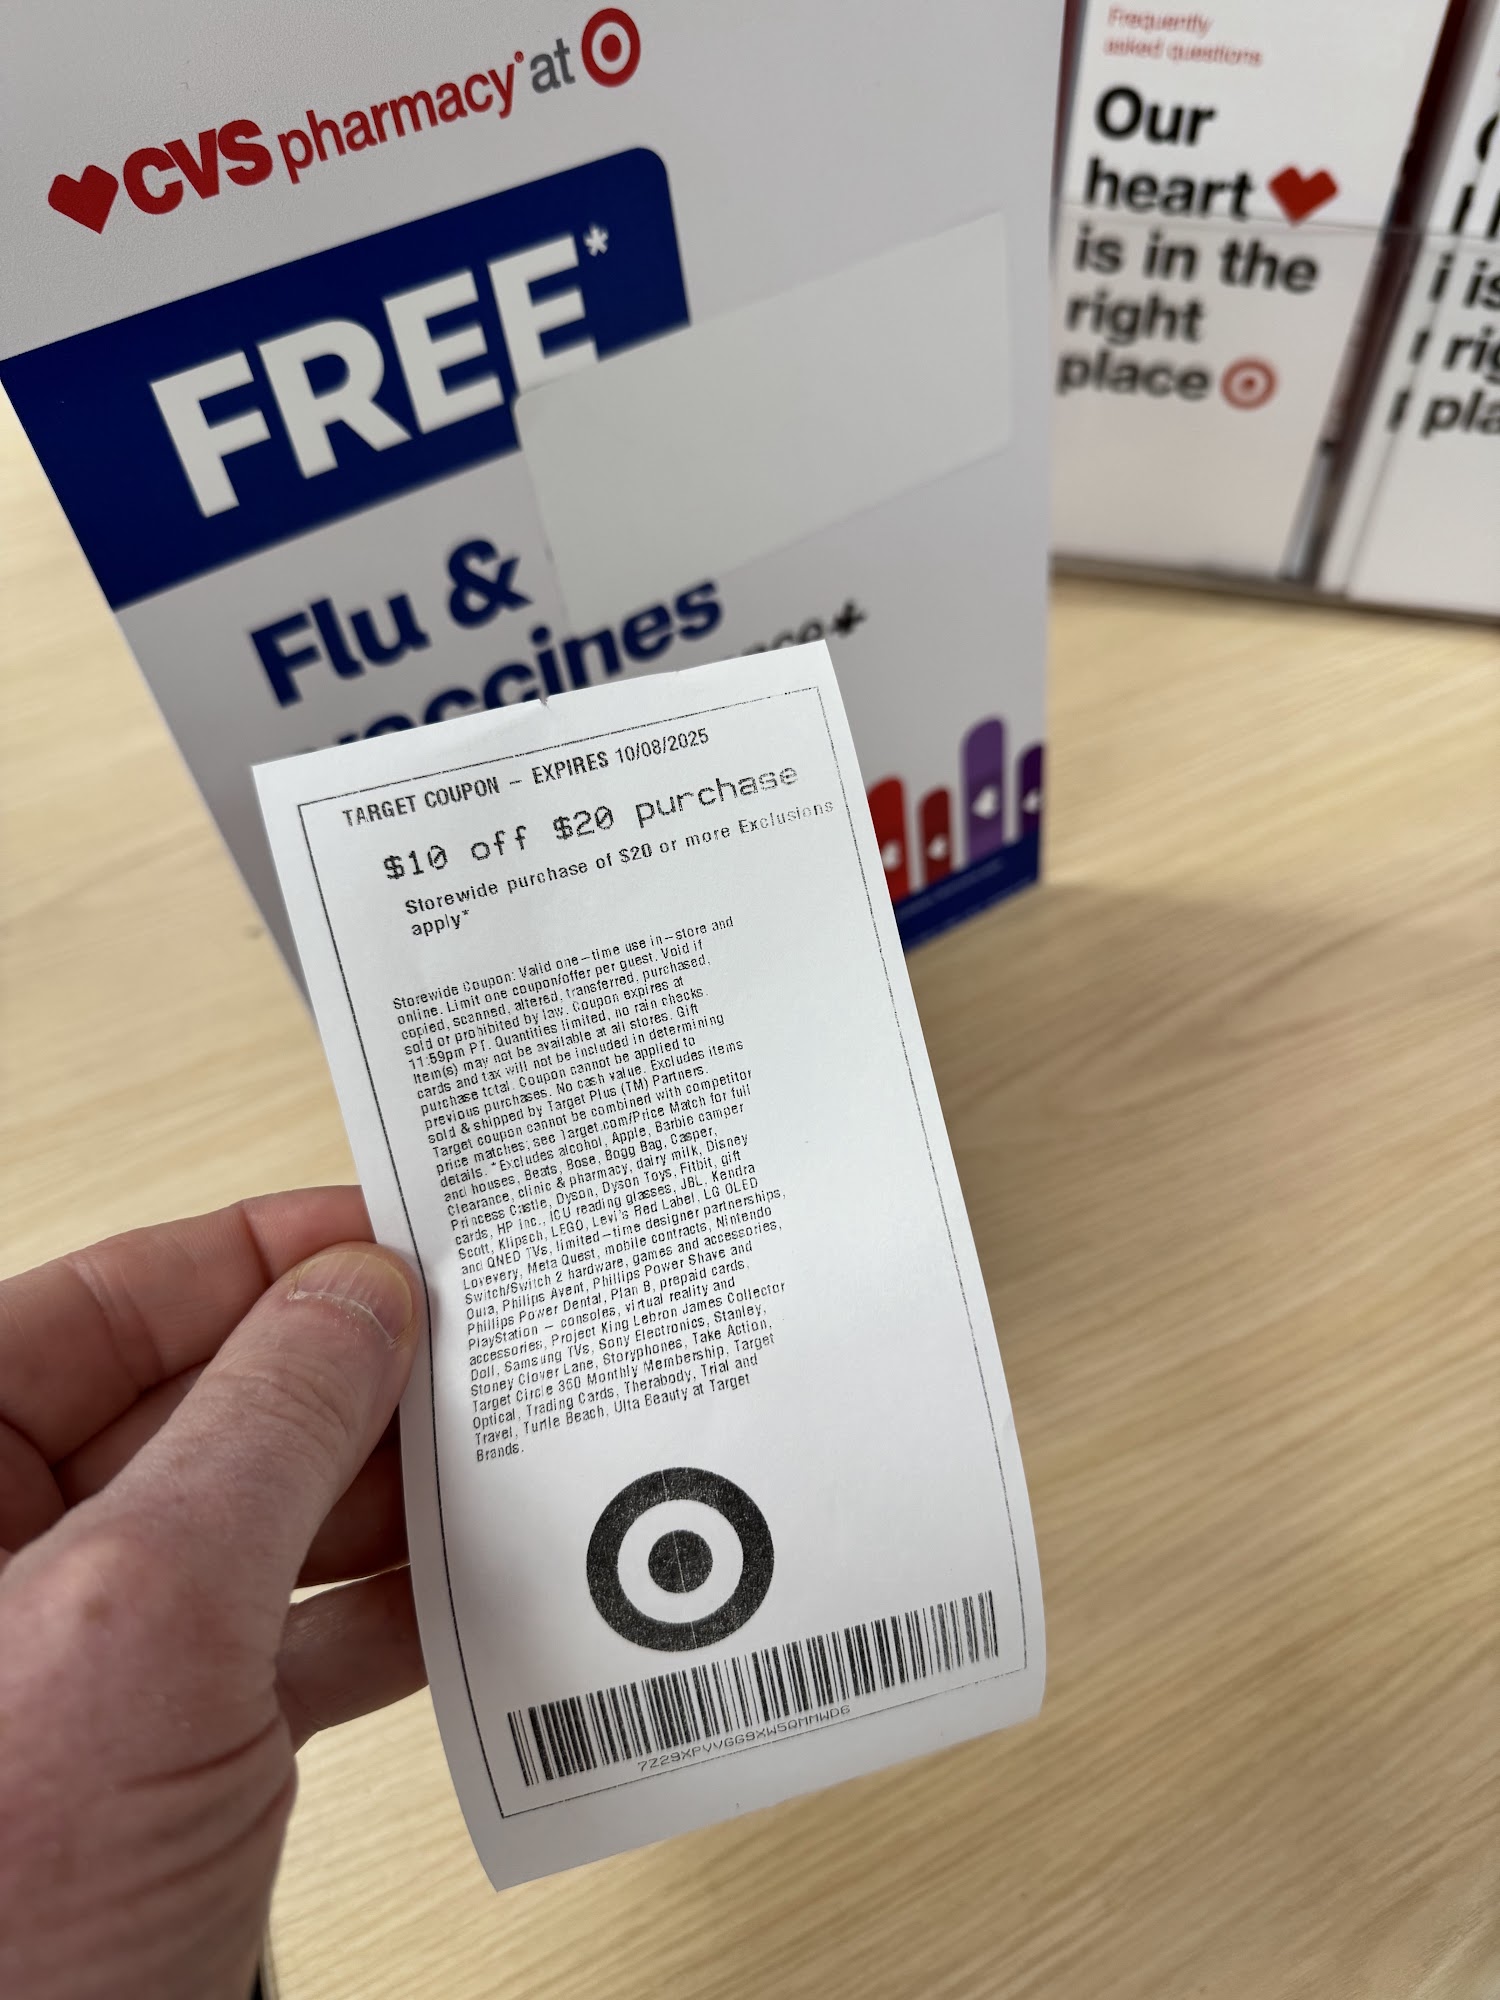 CVS pharmacy® at
FREE*
Flu &
vaccines
Frequently
asked questions
Our
heart
is in the
right
place
TARGET COUPON - EXPIRES 10/08/2025
$10 off $20 purchase
Storewide purchase of $20 or more Exclusions
apply*
Storewide Coupon: Valid one-time use in-store and
online. Limit one coupon/offer per guest. Void if
copied, scanned, altered, transferred, purchased,
sold or prohibited by law. Coupon expires at
11:59pm PT. Quantities limited, no rain checks.
Item(s) may not be available at all stores. Gift
cards and tax will not be included in determining
purchase total. Coupon cannot be applied to
previous purchases. No cash value. Excludes items
sold & shipped by Target Plus (TM) Partners.
Target coupon cannot be combined with competitor
price matches; see Target.com/Price Match for full
details. *Excludes alcohol, Apple, Barbie camper
and houses, Beats, Bose, Bogg Bag, Casper,
Clearance, clinic & pharmacy, dairy milk, Disney
Princess Castle, Dyson, Dyson Toys, Fitbit, gift
cards, HP Inc., ICU reading glasses, JBL, Kendra
Scott, Klipsch, LEGO, Levi's Red Label, LG OLED
and QNED TVs, limited-time designer partnerships,
Lovevery, Meta Quest, mobile contracts, Nintendo
Switch/Switch 2 hardware, games and accessories,
Oura, Philips Avent, Phillips Power Shave and
Phillips Power Dental, Plan B, prepaid cards,
PlayStation - consoles, virtual reality and
accessories, Project King Lebron James Collector
Doll, Samsung TVs, Sony Electronics, Stanley,
Stoney Clover Lane, Storyphones, Take Action,
Target Circle 360 Monthly Membership, Target
Optical, Trading Cards, Therabody, Trial and
Travel, Turtle Beach, Ulta Beauty at Target
Brands.
7Z29XPVVGG9XW5QMMWD6